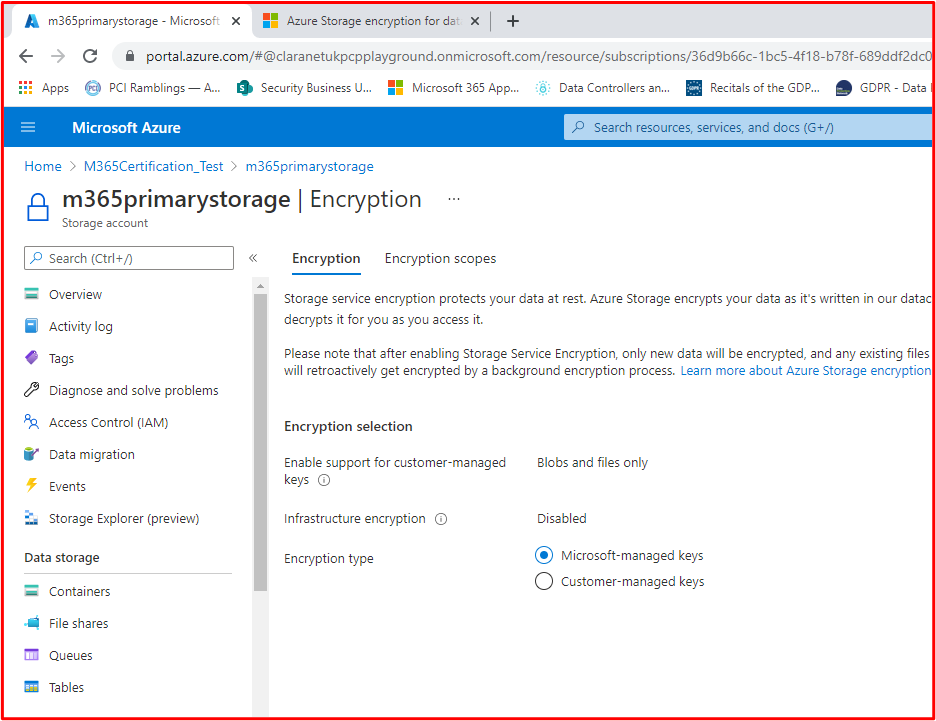 m365primarystorage - Microsoft
Azure Storage encryption for dat
portal.azure.com/#@claranetukpcpplayground.onmicrosoft.com/resource/subscriptions/36d9b66c-1bc5-4f18-b78f-689ddf2dc0
Apps
PCI Ramblings — A...
Security Business U...
Microsoft 365 App...
Data Controllers an...
Recitals of the GDP...
GDPR - Data
Microsoft Azure
Search resources, services, and docs (G+/)
Home > M365Certification_Test > m365primarystorage
m365primarystorage | Encryption ...
Storage account
Search (Ctrl+/)
«
Overview
Activity log
Tags
Diagnose and solve problems
Access Control (IAM)
Data migration
Events
Storage Explorer (preview)
Data storage
Containers
File shares
Queues
Tables
Encryption
Encryption scopes
Storage service encryption protects your data at rest. Azure Storage encrypts your data as it's written in our datac
decrypts it for you as you access it.
Please note that after enabling Storage Service Encryption, only new data will be encrypted, and any existing files
will retroactively get encrypted by a background encryption process. Learn more about Azure Storage encryption
Encryption selection
Enable support for customer-managed
keys
Blobs and files only
Infrastructure encryption
Disabled
Encryption type
Microsoft-managed keys
Customer-managed keys